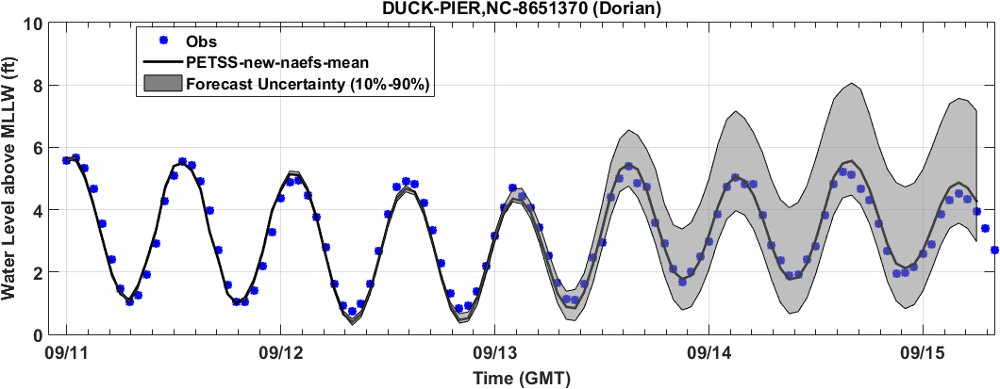 DUCK-PIER,NC-8651370 (Dorian)
Water Level above MLLW (ft)
10
8
6
4
2
0
Obs
PETSS-new-naefs-mean
Forecast Uncertainty (10%-90%)
09/11
09/12
09/13
09/14
09/15
Time (GMT)